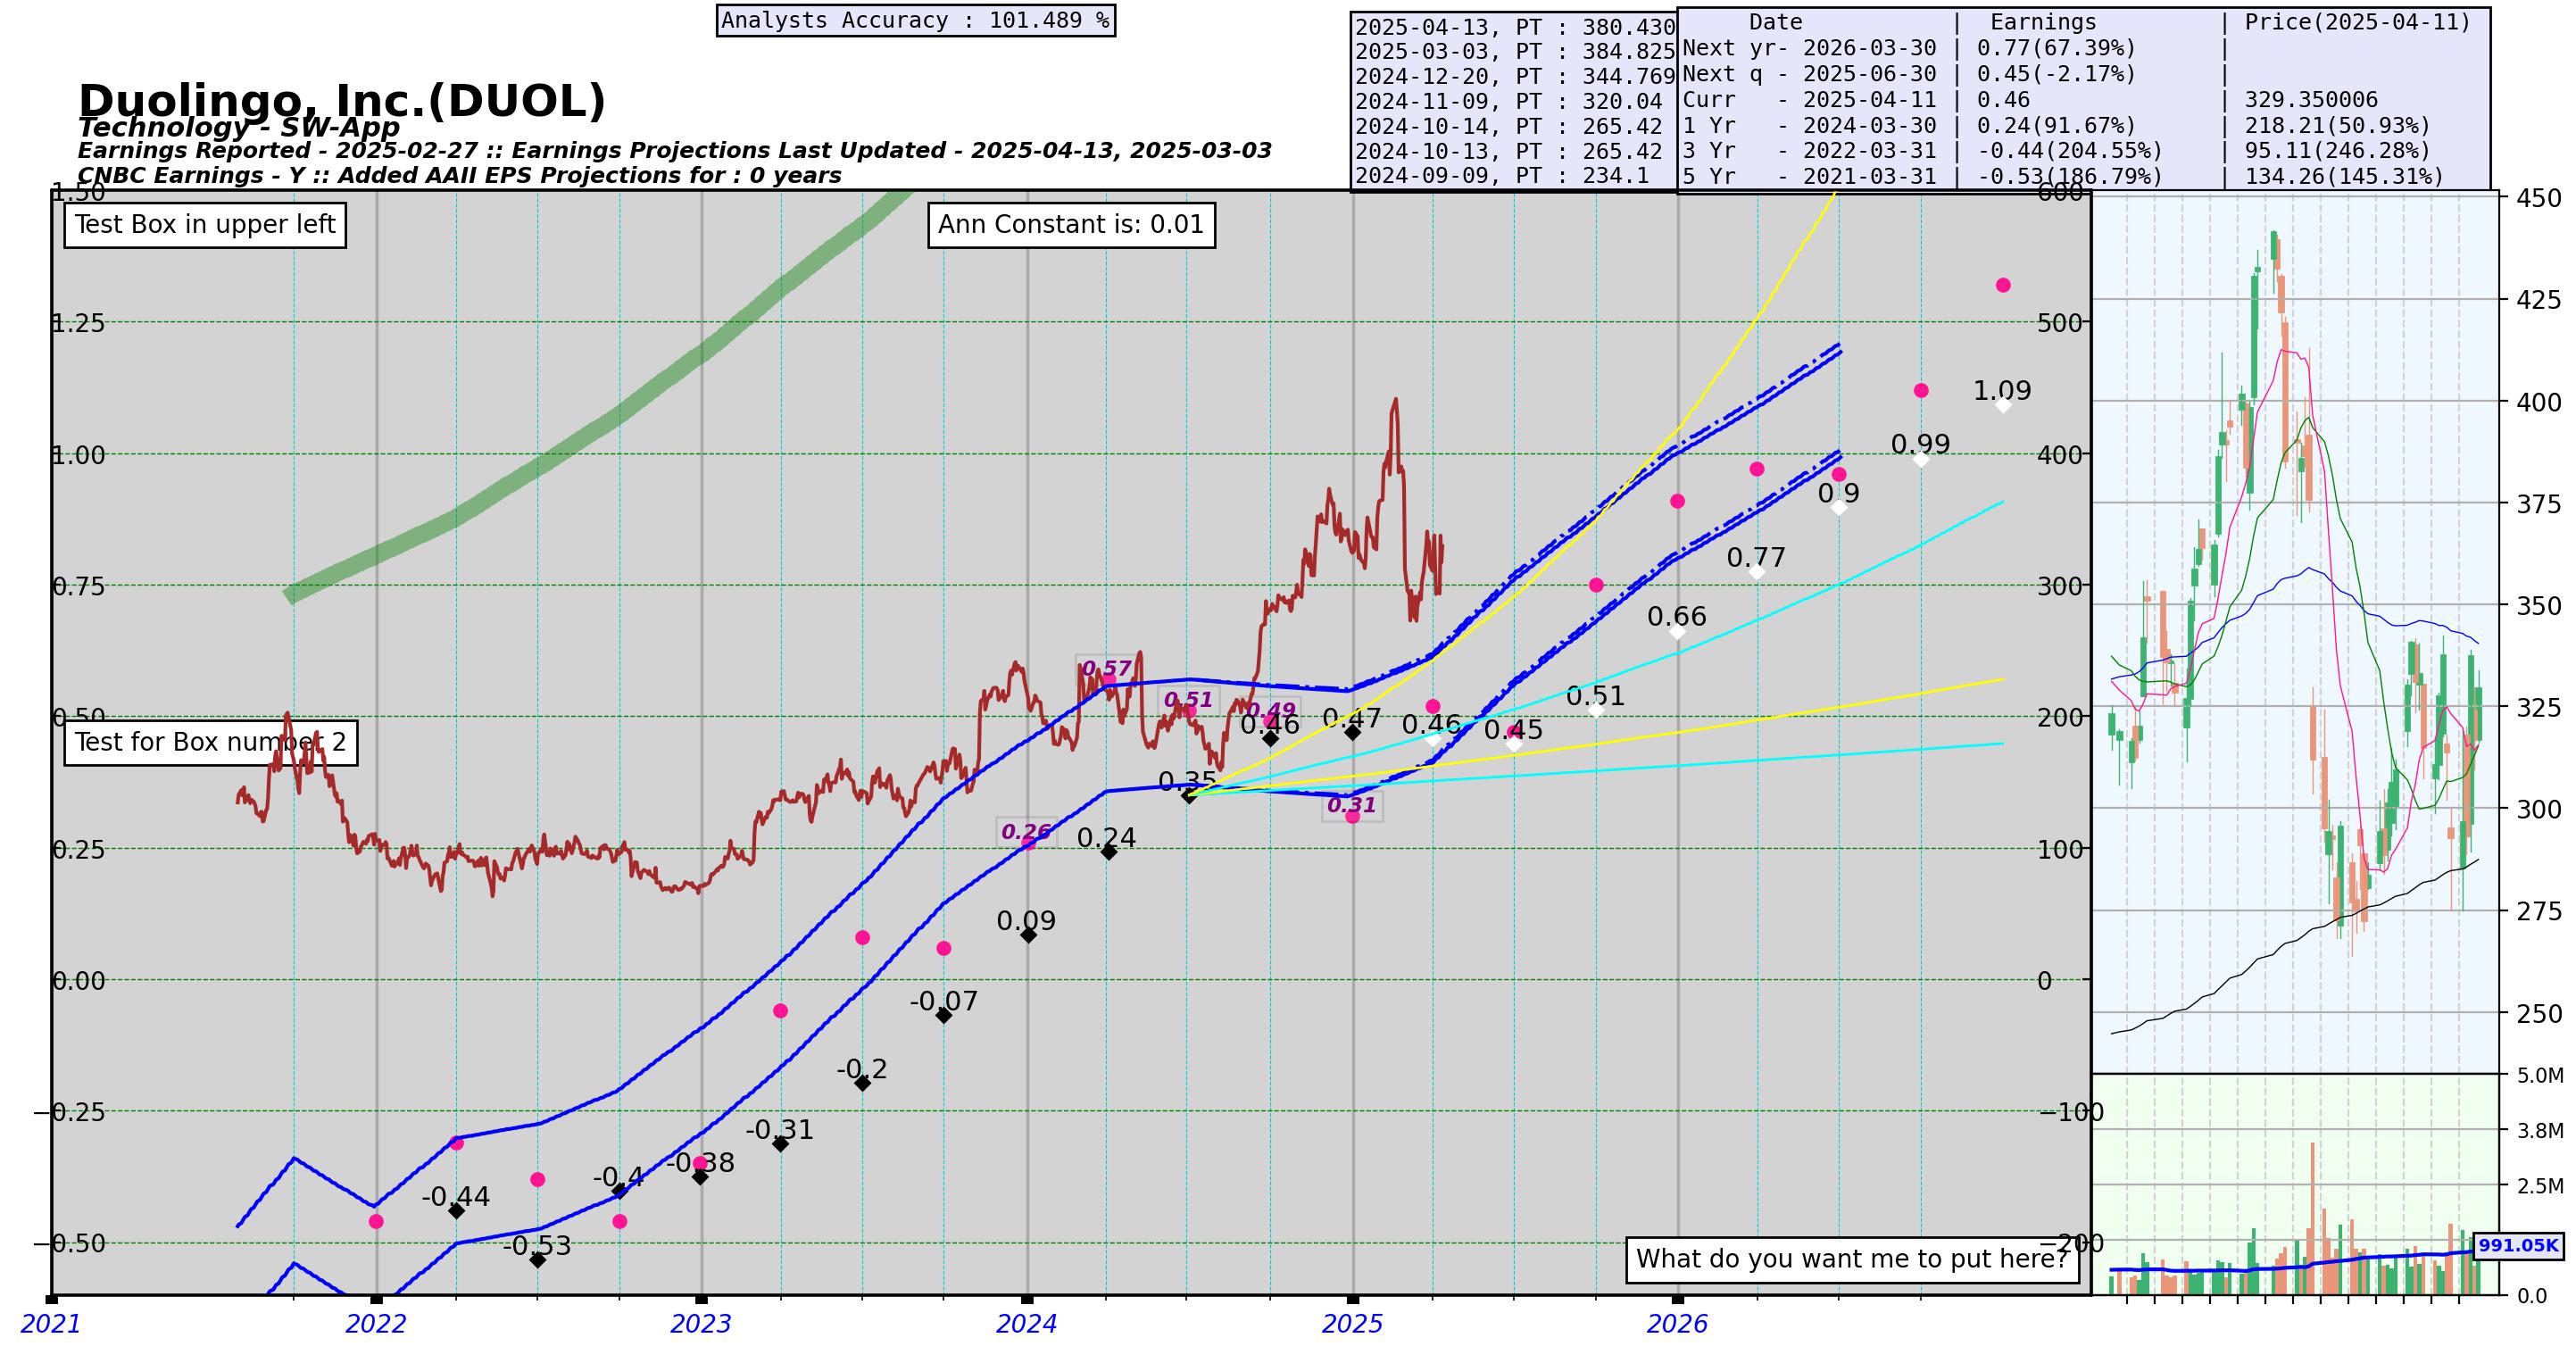 Analysts Accuracy : 101.489 %
2025-04-13, PT : 380.430
2025-03-03, PT : 384.825
2024-12-20, PT : 344.769
2024-11-09, PT : 320.04
2024-10-14, PT : 265.42
2024-10-13, PT : 265.42
2024-09-09, PT : 234.1
Date | Earnings | Price(2025-04-11)
Next yr- 2026-03-30 | 0.77(67.39%) |
Next q - 2025-06-30 | 0.45(-2.17%) |
Curr - 2025-04-11 | 0.46 | 329.350006
1 Yr - 2024-03-30 | 0.24(91.67%) | 218.21(50.93%)
3 Yr - 2022-03-31 | -0.44(204.55%) | 95.11(246.28%)
5 Yr - 2021-03-31 | -0.53(186.79%) | 134.26(145.31%)
Duolingo, Inc.(DUOL)
Technology - SW-App
Earnings Reported - 2025-02-27 :: Earnings Projections Last Updated - 2025-04-13, 2025-03-03
CNBC Earnings - Y :: Added AAII EPS Projections for : 0 years
Test Box in upper left
Ann Constant is: 0.01
Test for Box number 2
What do you want me to put here?
1.50
1.25
1.00
0.75
0.50
0.25
0.00
−0.25
−0.50
-0.44
-0.53
-0.4
-0.38
-0.31
-0.2
-0.07
0.09
0.24
0.35
0.46
0.47
0.46
0.45
0.51
0.66
0.77
0.9
0.99
1.09
0.26
0.57
0.51
0.49
0.31
600
500
400
300
200
100
0
−100
−200
450
425
400
375
350
325
300
275
250
5.0M
3.8M
2.5M
991.05K
0.0
2021
2022
2023
2024
2025
2026